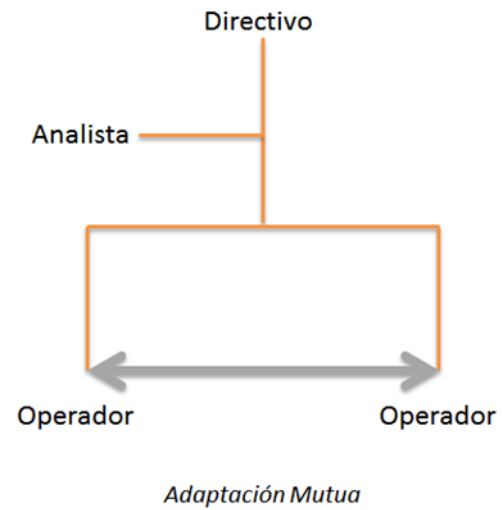 Directivo
Analista
Operador
Operador
Adaptación Mutua